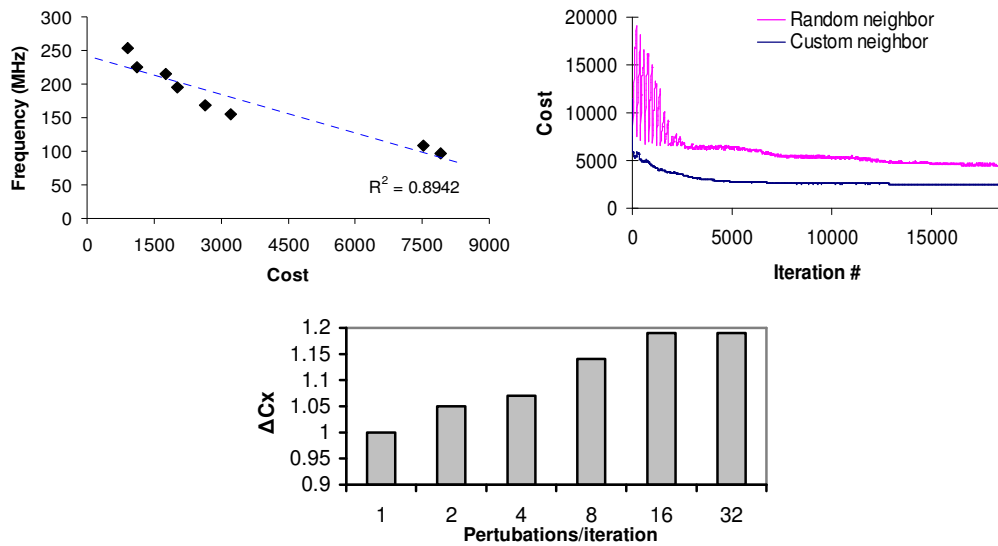 300
250
200
150
100
50
0
Frequency (MHz)
R² = 0.8942
0 1500 3000 4500 6000 7500 9000
Cost
Random neighbor
Custom neighbor
20000
15000
10000
5000
0
Cost
0 5000 10000 15000
Iteration #
1.2
1.15
1.1
1.05
1
0.95
0.9
ΔCx
1 2 4 8 16 32
Pertubations/iteration